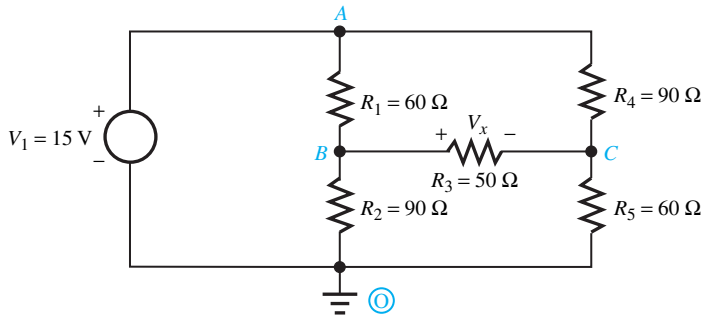 A
+
V₁ = 15 V
−
R₁ = 60 Ω
R₄ = 90 Ω
+ Vₓ −
B
C
R₃ = 50 Ω
R₂ = 90 Ω
R₅ = 60 Ω
O